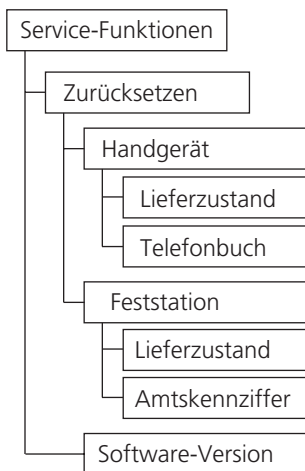 Service-Funktionen
Zurücksetzen
Handgerät
Lieferzustand
Telefonbuch
Feststation
Lieferzustand
Amtskennziffer
Software-Version